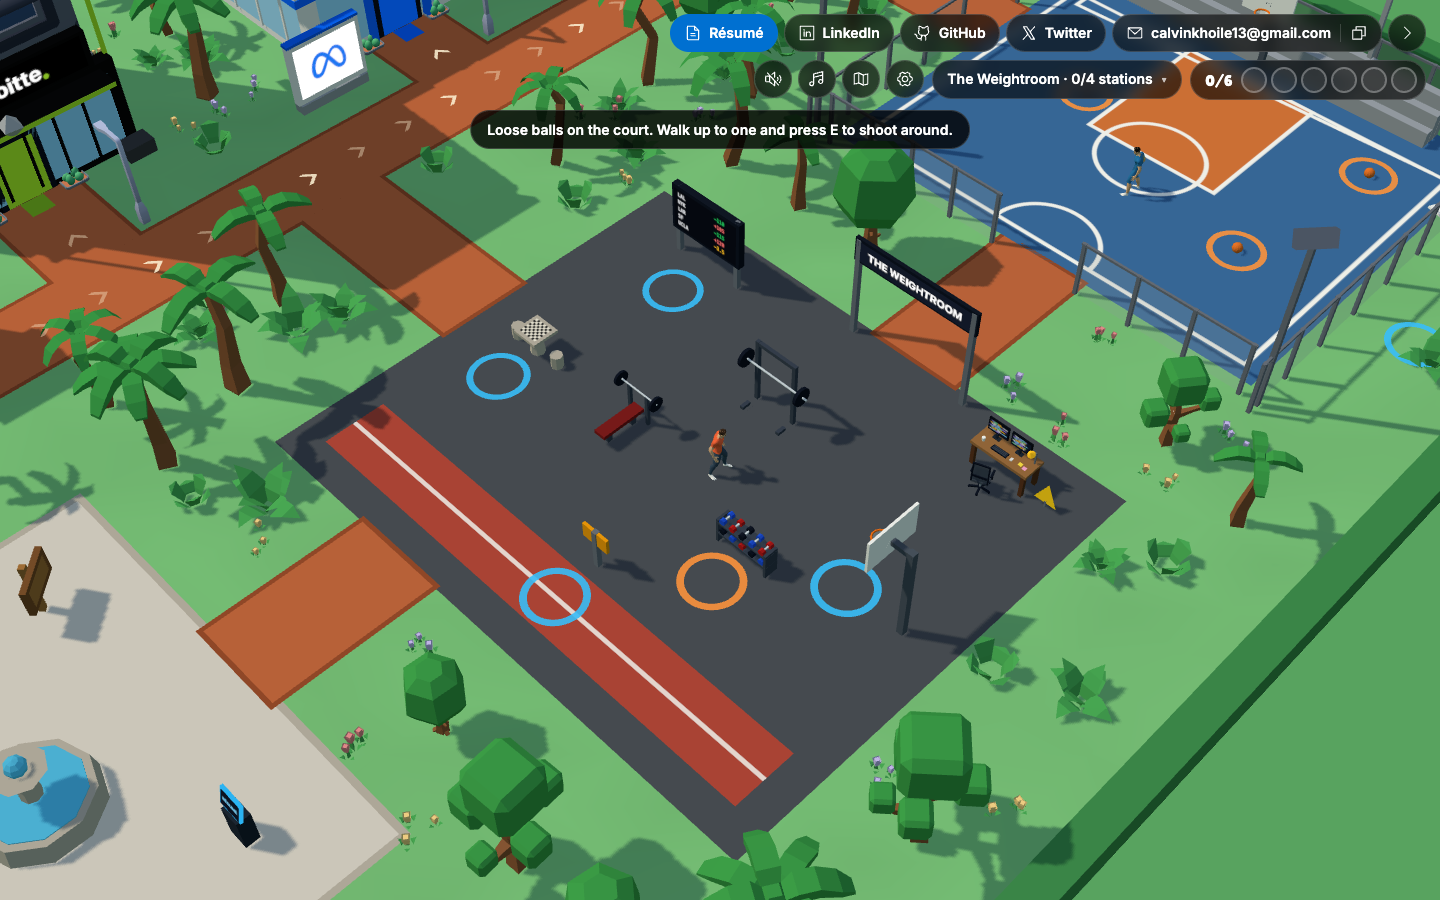 Résumé
LinkedIn
GitHub
Twitter
calvinkhoile13@gmail.com
The Weightroom · 0/4 stations
0/6
Loose balls on the court. Walk up to one and press E to shoot around.
oitte.
THE WEIGHTROOM